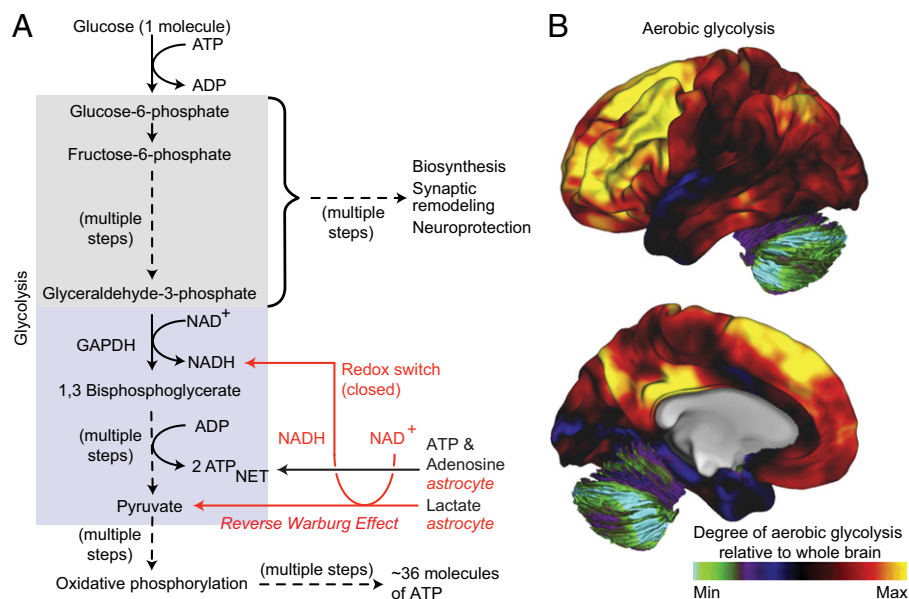 A
Glucose (1 molecule)
ATP
ADP
Glucose-6-phosphate
Fructose-6-phosphate
(multiple
steps)
Glyceraldehyde-3-phosphate
Glycolysis
(multiple
steps)
Biosynthesis
Synaptic
remodeling
Neuroprotection
GAPDH
NAD+
NADH
1,3 Bisphosphoglycerate
(multiple
steps)
ADP
2 ATP NET
Pyruvate
Redox switch
(closed)
NADH
NAD+
ATP &
Adenosine
astrocyte
Lactate
astrocyte
Reverse Warburg Effect
(multiple
steps)
Oxidative phosphorylation
(multiple steps)
~36 molecules
of ATP
B
Aerobic glycolysis
Degree of aerobic glycolysis
relative to whole brain
Min
Max